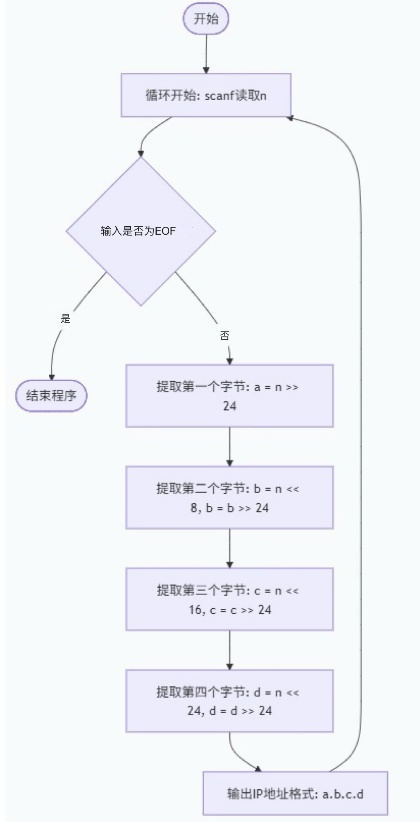 开始
循环开始: scanf读取n
输入是否为EOF
是
否
结束程序
提取第一个字节: a = n >>
24
提取第二个字节: b = n <<
8, b = b >> 24
提取第三个字节: c = n <<
16, c = c >> 24
提取第四个字节: d = n <<
24, d = d >> 24
输出IP地址格式: a.b.c.d